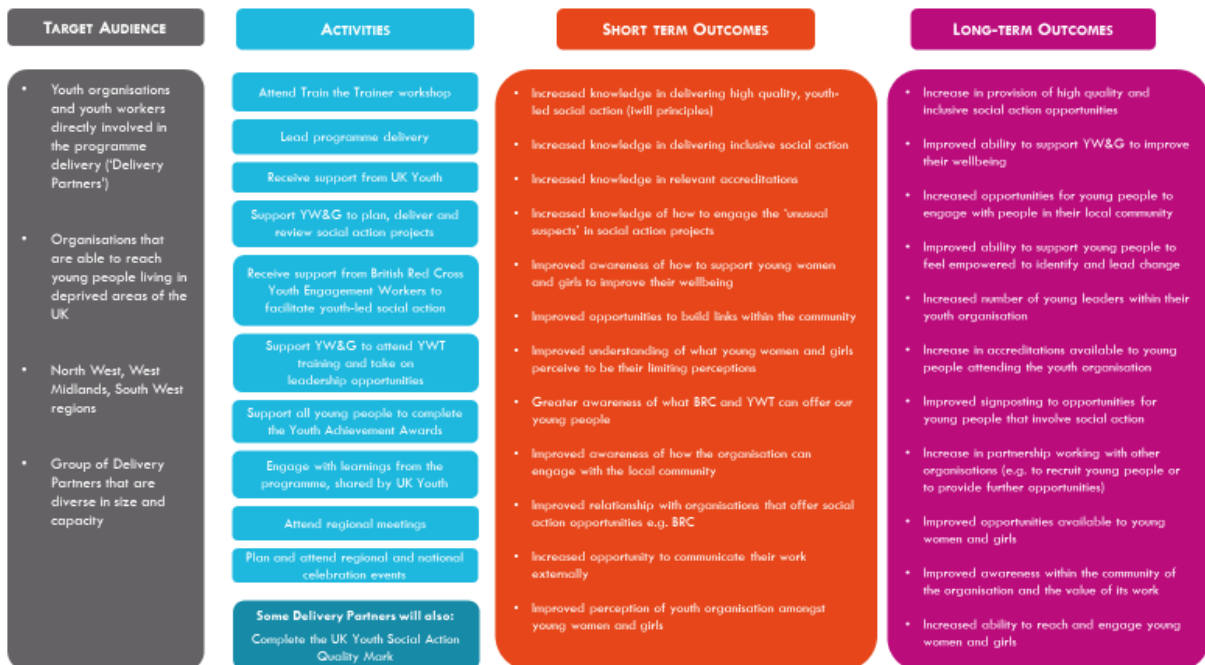 TARGET AUDIENCE
• Youth organisations
and youth workers
directly involved in
the programme
delivery ('Delivery
Partners')
• Organisations that
are able to reach
young people living in
deprived areas of the
UK
• North West, West
Midlands, South West
regions
• Group of Delivery
Partners that are
diverse in size and
capacity
ACTIVITIES
Attend Train the Trainer workshop
Lead programme delivery
Receive support from UK Youth
Support YW&G to plan, deliver and
review social action projects
Receive support from British Red Cross
Youth Engagement Workers to
facilitate youth-led social action
Support YW&G to attend YWT
training and take on
leadership opportunities
Support all young people to complete
the Youth Achievement Awards
Engage with learnings from the
programme, shared by UK Youth
Attend regional meetings
Plan and attend regional and national
celebration events
Some Delivery Partners will also:
Complete the UK Youth Social Action
Quality Mark
SHORT TERM OUTCOMES
• Increased knowledge in delivering high quality, youth-
led social action (iwill principles)
• Increased knowledge in delivering inclusive social action
• Increased knowledge in relevant accreditations
• Increased knowledge of how to engage the 'unusual
suspects' in social action projects
• Improved awareness of how to support young women
and girls to improve their wellbeing
• Improved opportunities to build links within the community
• Improved understanding of what young women and girls
perceive to be their limiting perceptions
• Greater awareness of what BRC and YWT can offer our
young people
• Improved awareness of how the organisation can
engage with the local community
• Improved relationship with organisations that offer social
action opportunities e.g. BRC
• Increased opportunity to communicate their work
externally
• Improved perception of youth organisation amongst
young women and girls
LONG-TERM OUTCOMES
• Increase in provision of high quality and
inclusive social action opportunities
• Improved ability to support YW&G to improve
their wellbeing
• Increased opportunities for young people to
engage with people in their local community
• Improved ability to support young people to
feel empowered to identify and lead change
• Increased number of young leaders within their
youth organisation
• Increase in accreditations available to young
people attending the youth organisation
• Improved signposting to opportunities for
young people that involve social action
• Increase in partnership working with other
organisations (e.g. to recruit young people or
to provide further opportunities)
• Improved opportunities available to young
women and girls
• Improved awareness within the community of
the organisation and the value of its work
• Increased ability to reach and engage young
women and girls